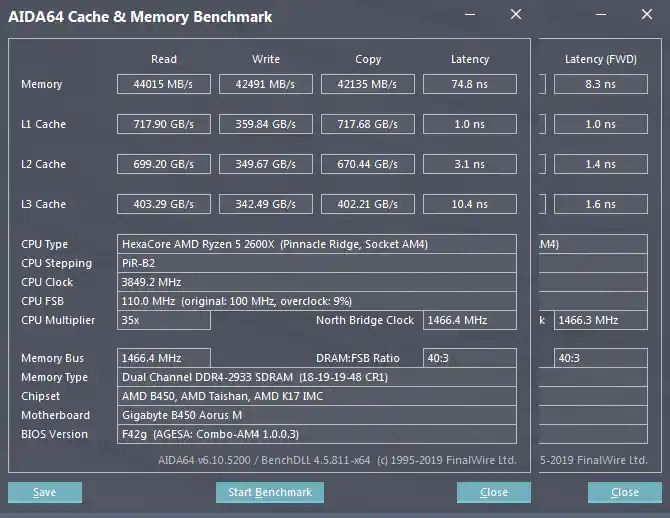 AIDA64 Cache & Memory Benchmark
Read Write Copy Latency Latency (FWD)
Memory 44015 MB/s 42491 MB/s 42135 MB/s 74.8 ns 8.3 ns
L1 Cache 717.90 GB/s 359.84 GB/s 717.68 GB/s 1.0 ns 1.0 ns
L2 Cache 699.20 GB/s 349.67 GB/s 670.44 GB/s 3.1 ns 1.4 ns
L3 Cache 403.29 GB/s 342.49 GB/s 402.21 GB/s 10.4 ns 1.6 ns
CPU Type HexaCore AMD Ryzen 5 2600X (Pinnacle Ridge, Socket AM4) M4)
CPU Stepping PiR-B2
CPU Clock 3849.2 MHz
CPU FSB 110.0 MHz (original: 100 MHz, overclock: 9%)
CPU Multiplier 35x North Bridge Clock 1466.4 MHz k 1466.3 MHz
Memory Bus 1466.4 MHz DRAM:FSB Ratio 40:3 40:3
Memory Type Dual Channel DDR4-2933 SDRAM (18-19-19-48 CR1)
Chipset AMD B450, AMD Taishan, AMD K17 IMC
Motherboard Gigabyte B450 Aorus M
BIOS Version F42g (AGESA: Combo-AM4 1.0.0.3)
AIDA64 v6.10.5200 / BenchDLL 4.5.811-x64 (c) 1995-2019 FinalWire Ltd. 5-2019 FinalWire Ltd.
Save Start Benchmark Close Close